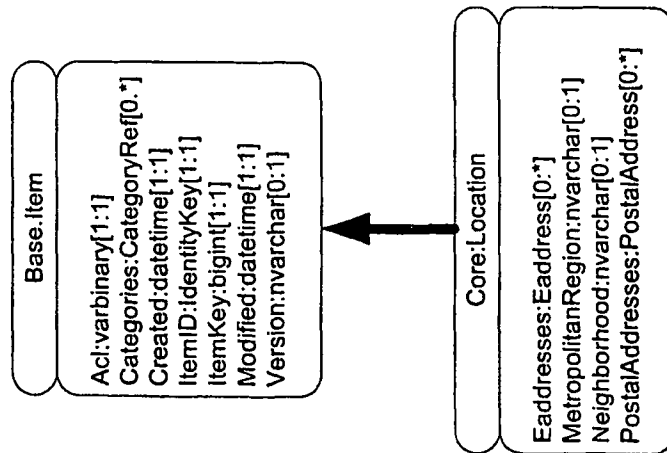 Base.Item
Acl:varbinary[1:1]
Categories:CategoryRef[0.*]
Created:datetime[1:1]
ItemID:IdentityKey[1:1]
ItemKey:bigint[1:1]
Modified:datetime[1:1]
Version:nvarchar[0:1]
Core:Location
Eaddresses:Eaddress[0:*]
MetropolitanRegion:nvarchar[0:1]
Neighborhood:nvarchar[0:1]
PostalAddresses:PostalAddress[0:*]